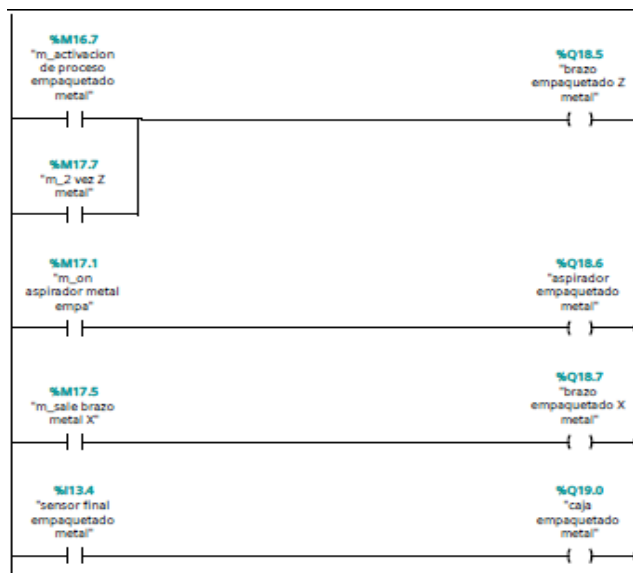 %M16.7
"m_activacion
de proceso
empaquetado
metal"
%Q18.5
"brazo
empaquetado Z
metal"
%M17.7
"m_2 vez Z
metal"
%M17.1
"m_on
aspirador metal
empa"
%Q18.6
"aspirador
empaquetado
metal"
%M17.5
"m_sale brazo
metal X"
%Q18.7
"brazo
empaquetado X
metal"
%I13.4
"sensor final
empaquetado
metal"
%Q19.0
"caja
empaquetado
metal"